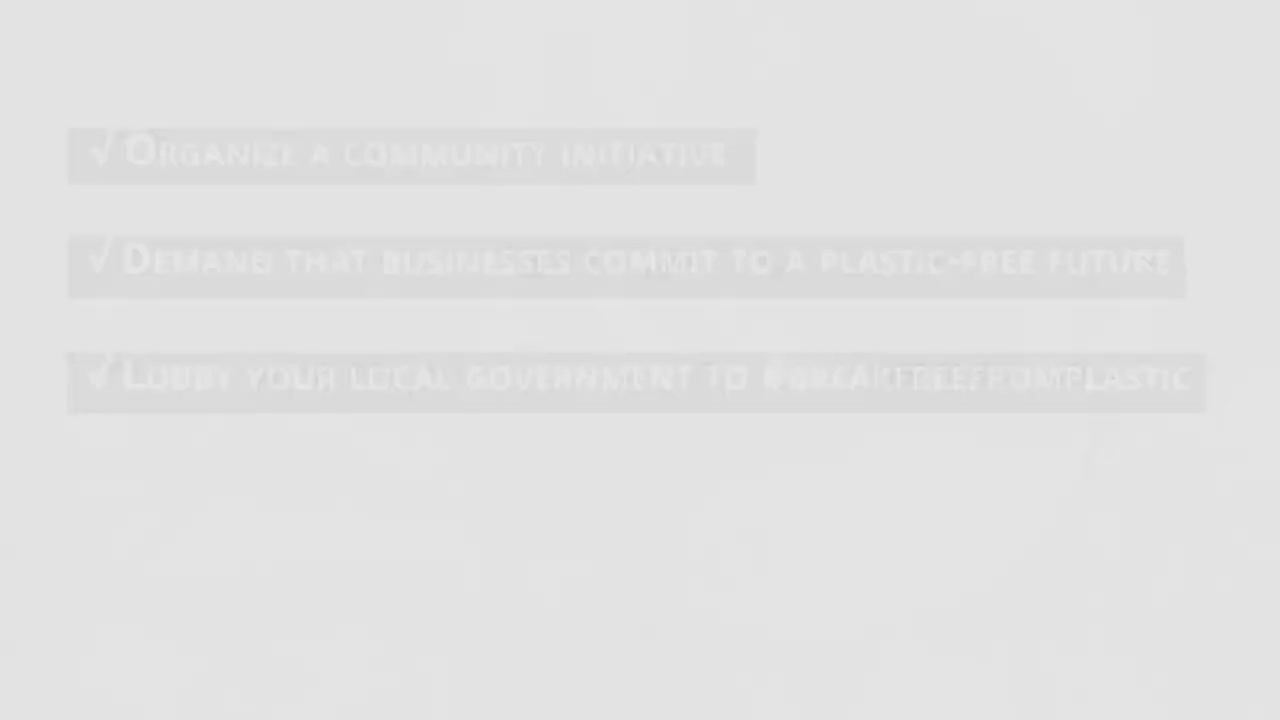 √ ORGANIZE A COMMUNITY INITIATIVE
√ DEMAND THAT BUSINESSES COMMIT TO A PLASTIC-FREE FUTURE
√ LOBBY YOUR LOCAL GOVERNMENT TO #BREAKFREEFROMPLASTIC